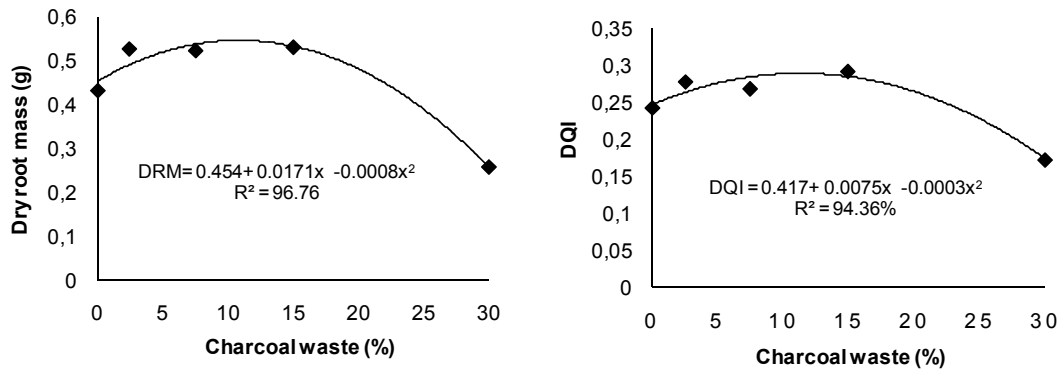 Dry root mass (g)
0,6
0,5
0,4
0,3
0,2
0,1
0
DRM= 0.454+ 0.0171x -0.0008x²
R² = 96.76
0 5 10 15 20 25 30
Charcoal waste (%)
DQI
0,35
0,3
0,25
0,2
0,15
0,1
0,05
0
DQI = 0.417+ 0.0075x -0.0003x²
R² = 94.36%
0 5 10 15 20 25 30
Charcoal waste (%)